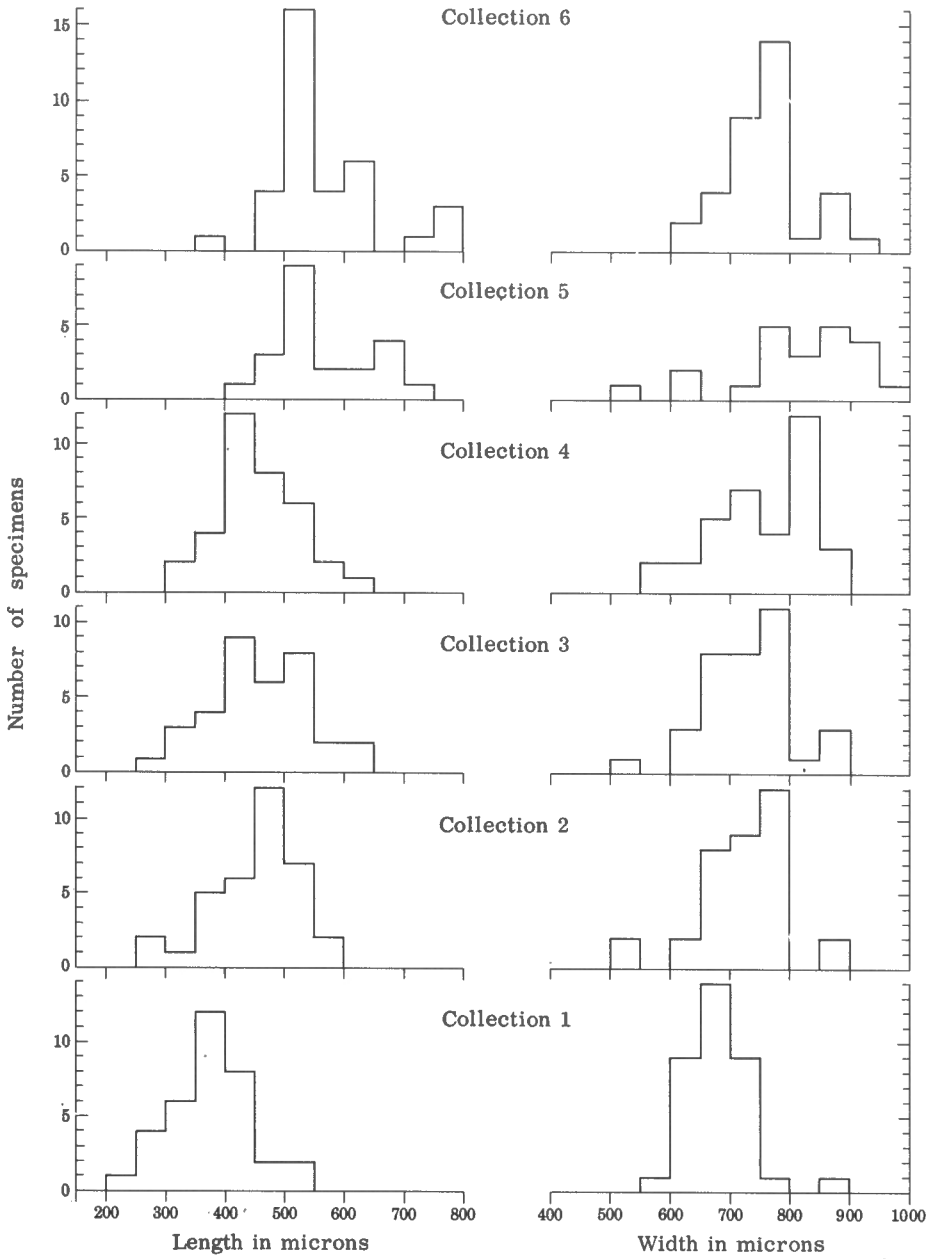 Collection 6
15
10
5
0
Collection 5
5
0
Collection 4
10
5
0
Collection 3
10
5
0
Collection 2
10
5
0
Collection 1
10
5
0
Number of specimens
200 300 400 500 600 700 800
400 500 600 700 800 900 1000
Length in microns
Width in microns